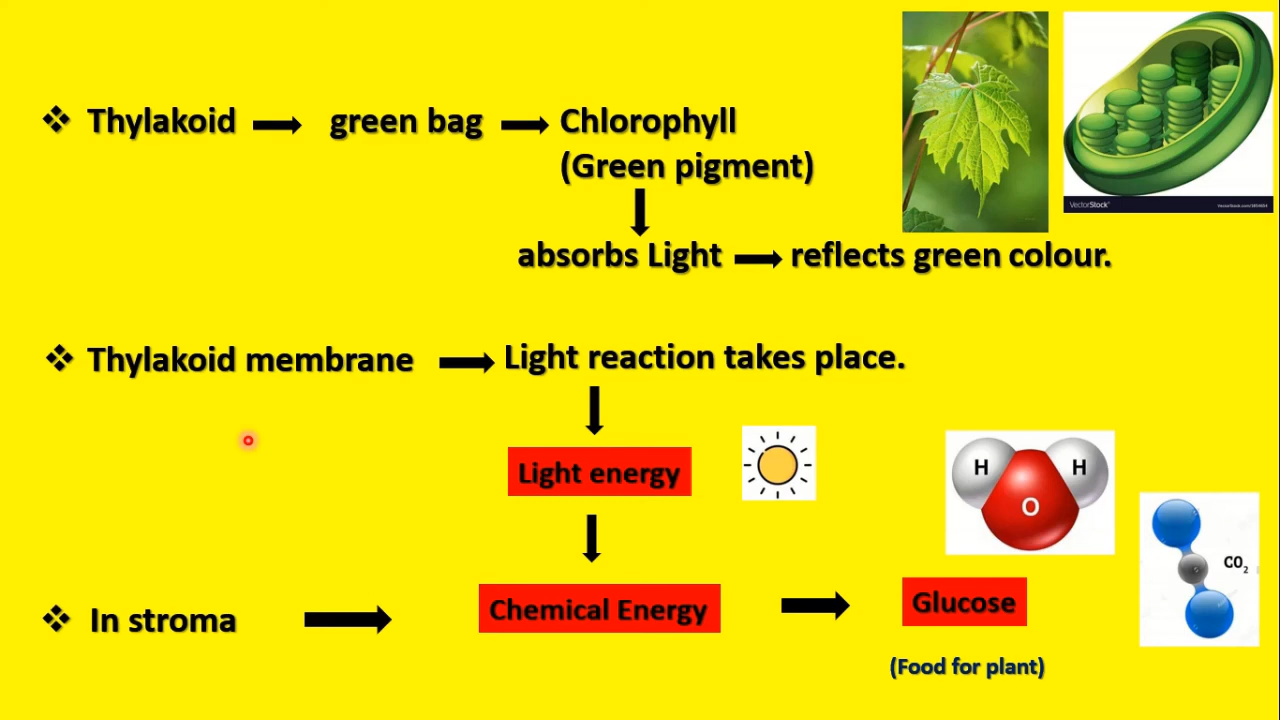 ❖ Thylakoid → green bag → Chlorophyll
(Green pigment)
absorbs Light → reflects green colour.
VectorStock®
❖ Thylakoid membrane → Light reaction takes place.
Light energy
H H
O
CO₂
❖ In stroma → Chemical Energy → Glucose
(Food for plant)